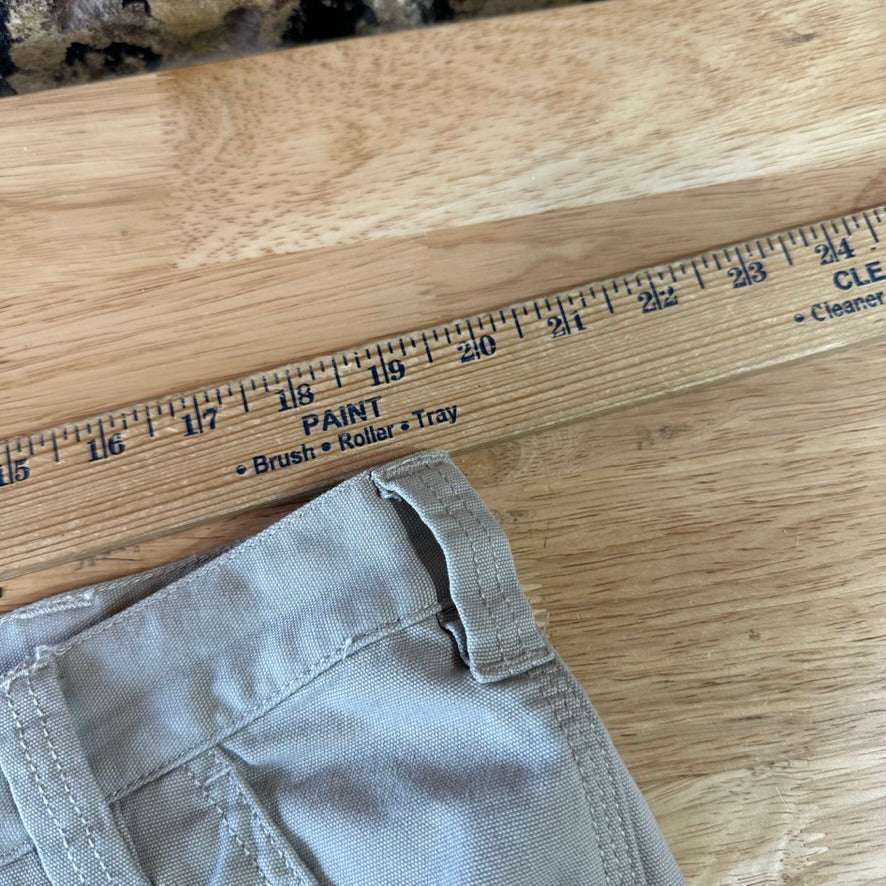 15 16 17 18 19 20 21 22 23 24
PAINT
• Brush • Roller • Tray
CLE
• Cleaner